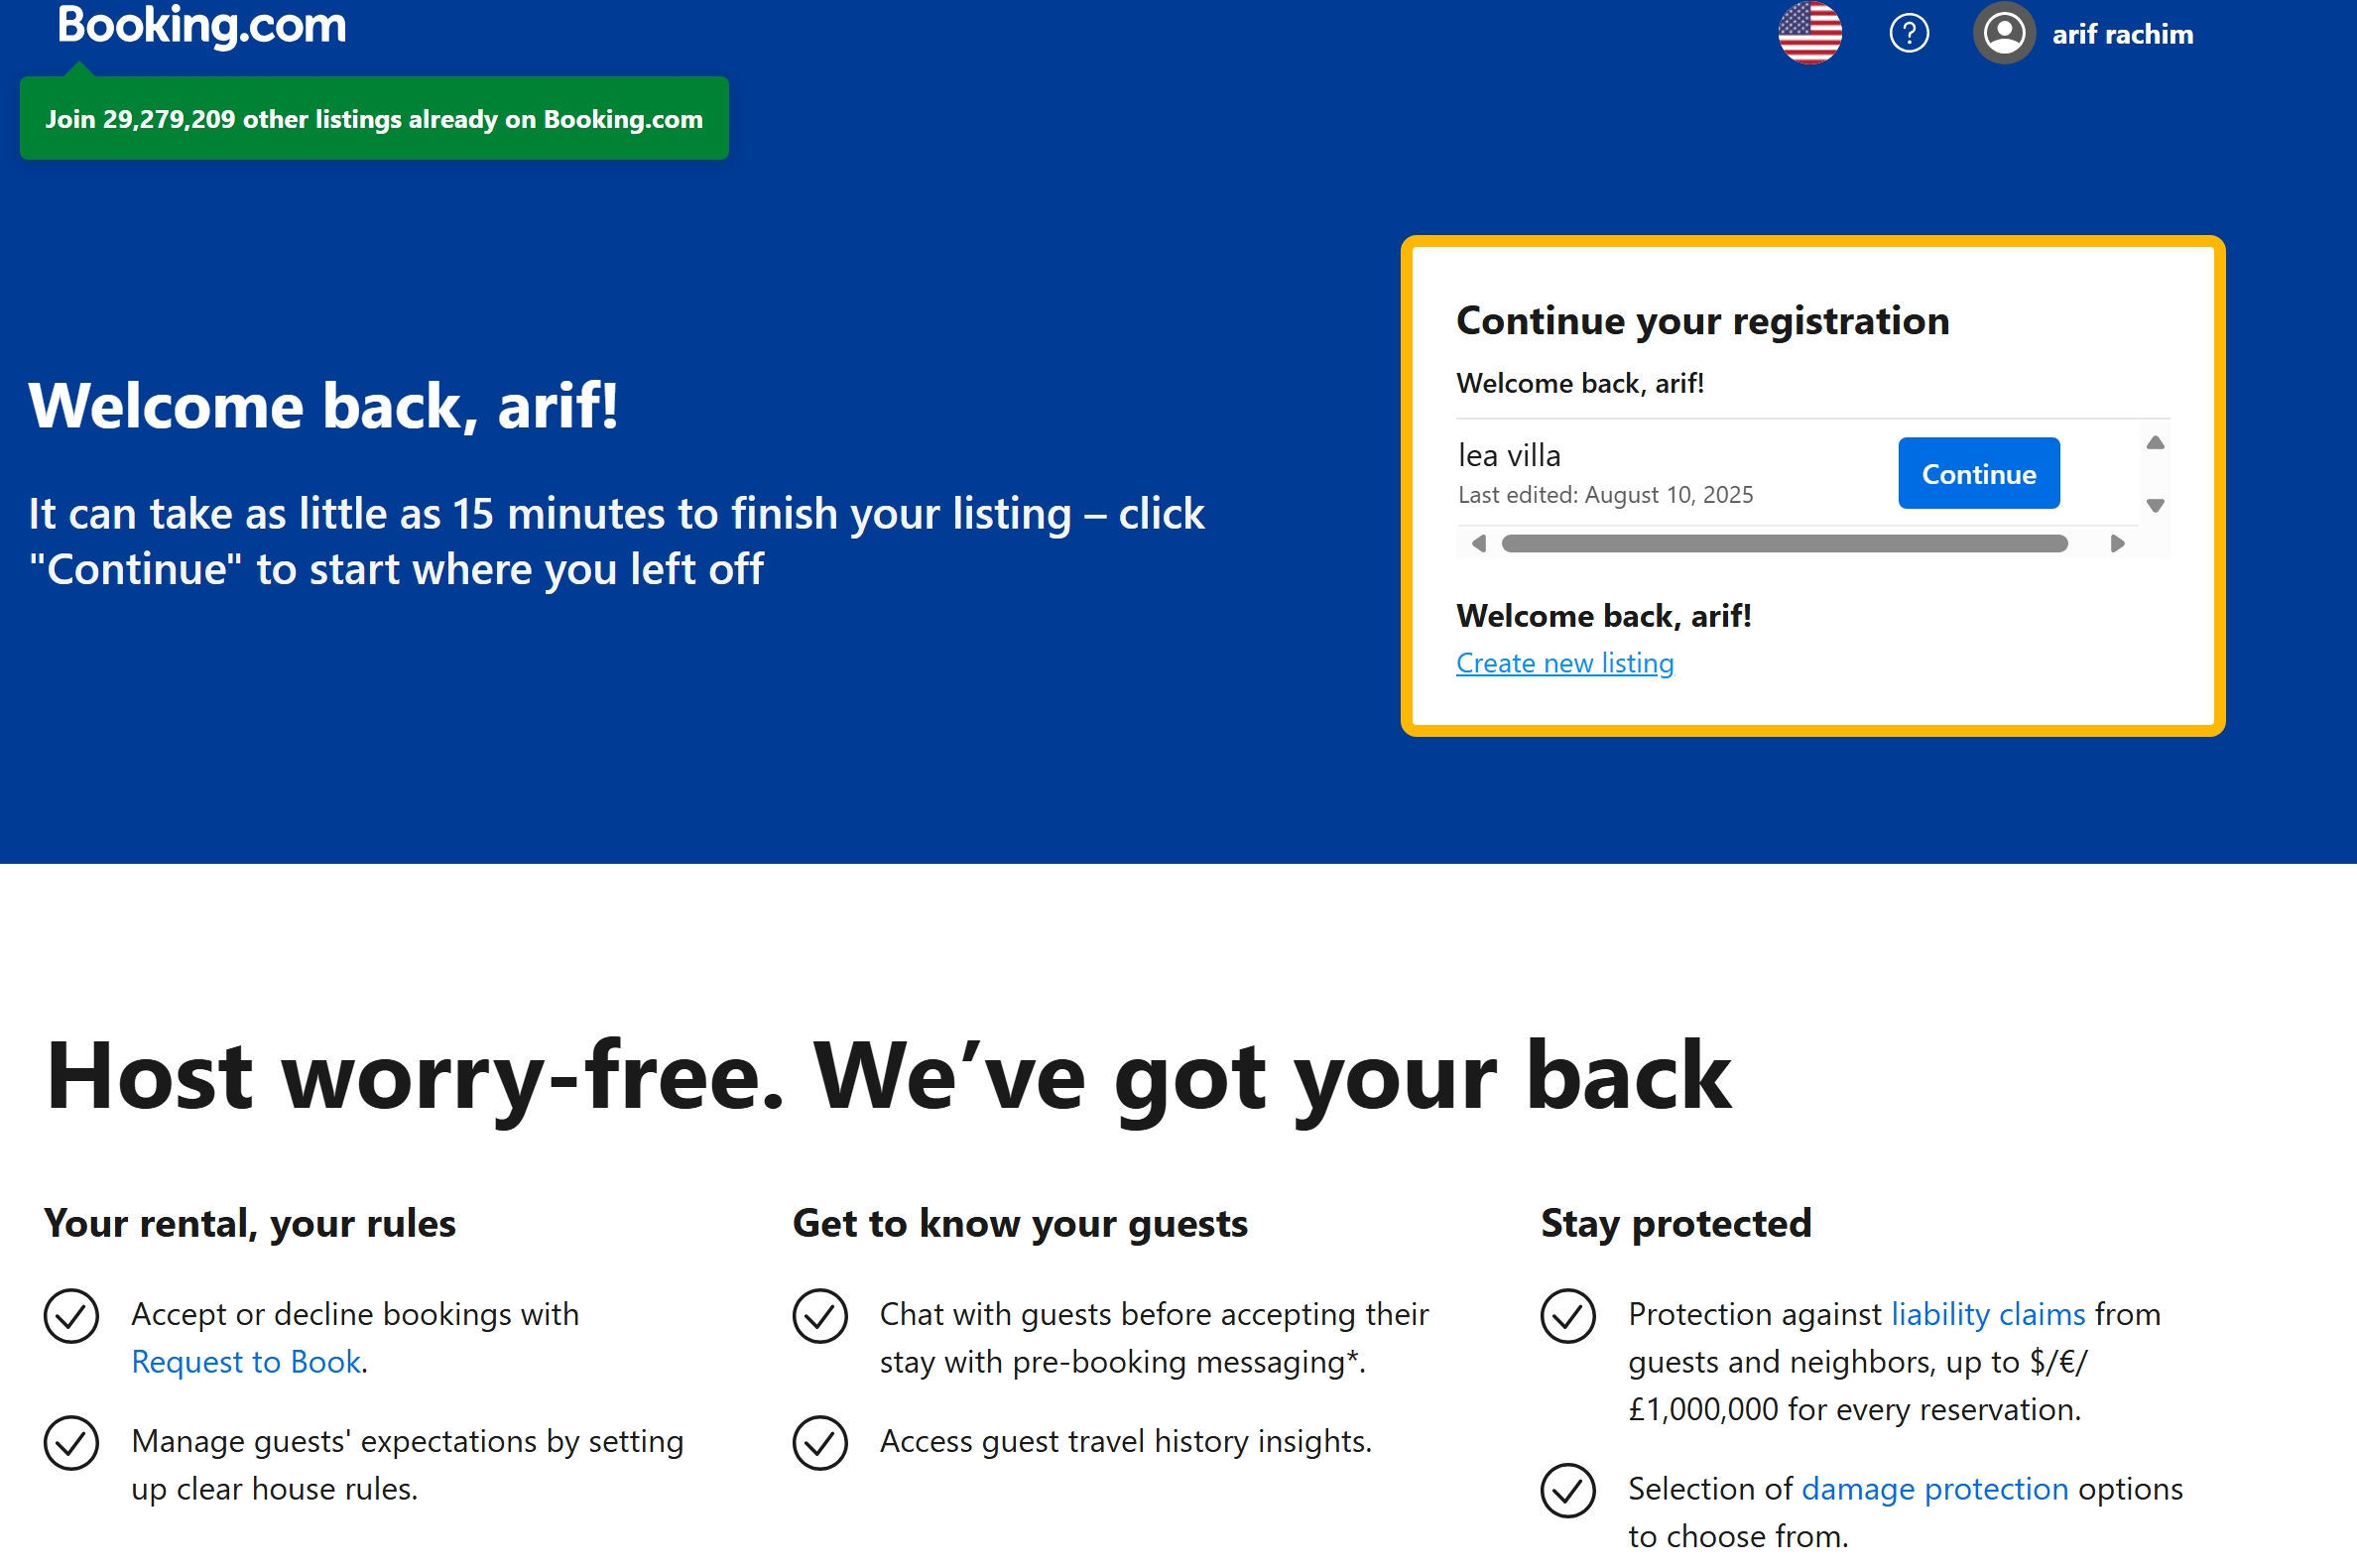 Booking.com
arif rachim
Join 29,279,209 other listings already on Booking.com
Welcome back, arif!
It can take as little as 15 minutes to finish your listing – click
"Continue" to start where you left off
Continue your registration
Welcome back, arif!
lea villa
Last edited: August 10, 2025
Continue
Welcome back, arif!
Create new listing
Host worry-free. We’ve got your back
Your rental, your rules
Accept or decline bookings with
Request to Book.
Manage guests' expectations by setting
up clear house rules.
Get to know your guests
Chat with guests before accepting their
stay with pre-booking messaging*.
Access guest travel history insights.
Stay protected
Protection against liability claims from
guests and neighbors, up to $/€/
£1,000,000 for every reservation.
Selection of damage protection options
to choose from.